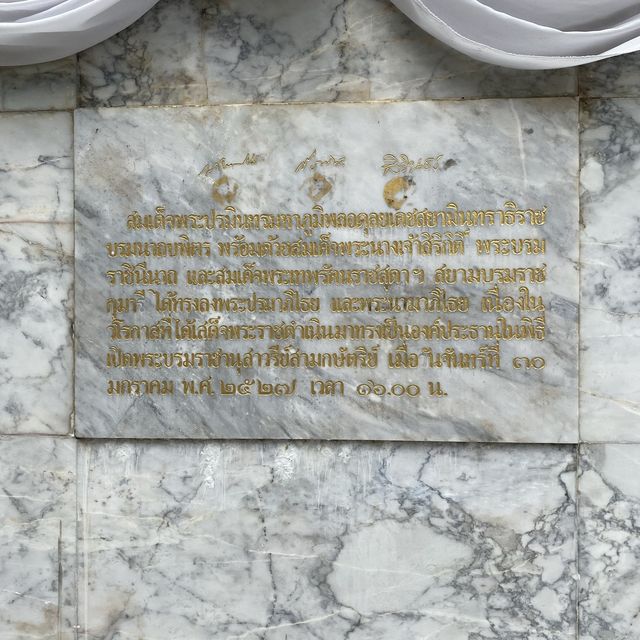 สมเด็จพระปรมินทรมหาภูมิพลอดุลยเดชสยามินทราธิราช
บรมนาถบพิตร พร้อมด้วยสมเด็จพระนางเจ้าสิริกิติ์ พระบรม
ราชินีนาถ และสมเด็จพระเทพรัตนราชสุดาฯ สยามบรมราช
กุมารี ได้ทรงลงพระปรมาภิไธย และพระนามาภิไธย เนื่องใน
วโรกาสที่ได้เสด็จพระราชดำเนินมาทรงเป็นองค์ประธานในพิธี
เปิดพระบรมราชานุสาวรีย์สามกษัตริย์ เมื่อวันจันทร์ที่ ๓๐
มกราคม พ.ศ. ๒๕๒๗ เวลา ๑๖.๐๐ น.